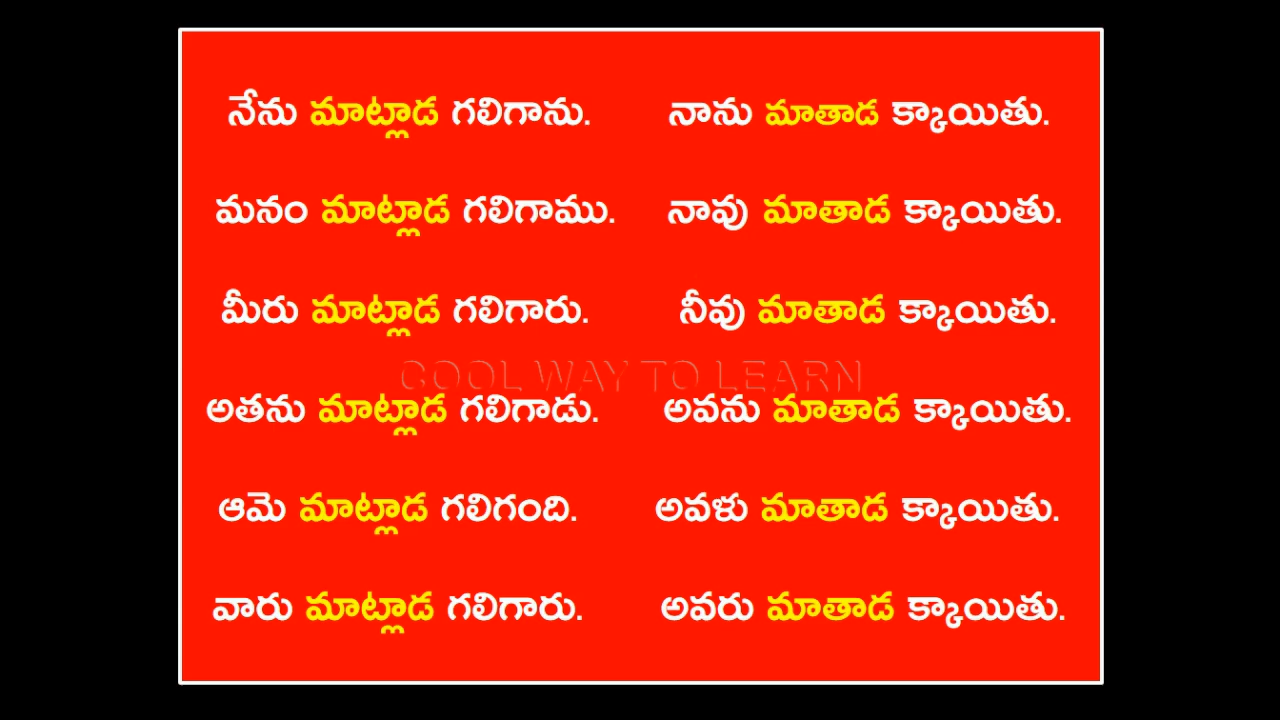 నేను మాట్లాడ గలిగాను. నాను మాతాడ క్కాయితు.
మనం మాట్లాడ గలిగాము. నావు మాతాడ క్కాయితు.
మీరు మాట్లాడ గలిగారు. నీవు మాతాడ క్కాయితు.
COOL WAY TO LEARN
అతను మాట్లాడ గలిగాడు. అవను మాతాడ క్కాయితు.
ఆమె మాట్లాడ గలిగంది. అవళు మాతాడ క్కాయితు.
వారు మాట్లాడ గలిగారు. అవరు మాతాడ క్కాయితు.